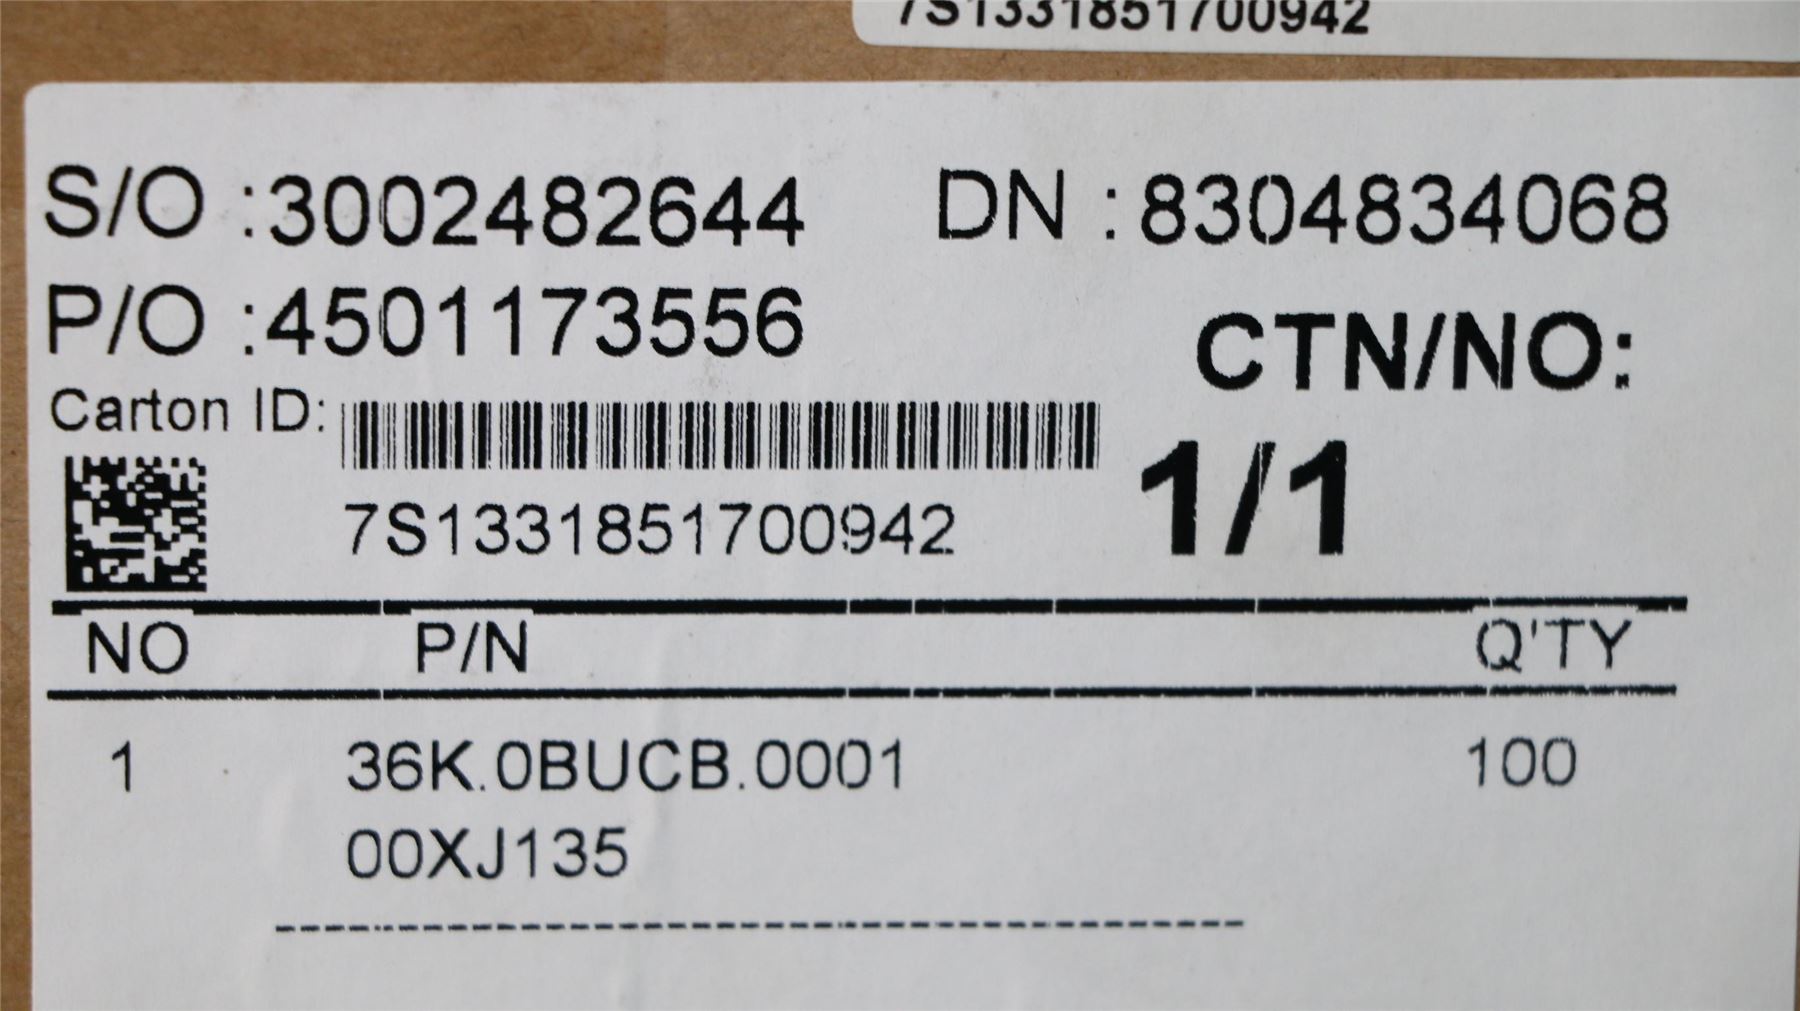 7S1331851700942
S/O :3002482644 DN :8304834068
P/O :4501173556 CTN/NO:
Carton ID:
7S1331851700942 1/1
NO P/N Q'TY
1 36K.0BUCB.0001 100
00XJ135